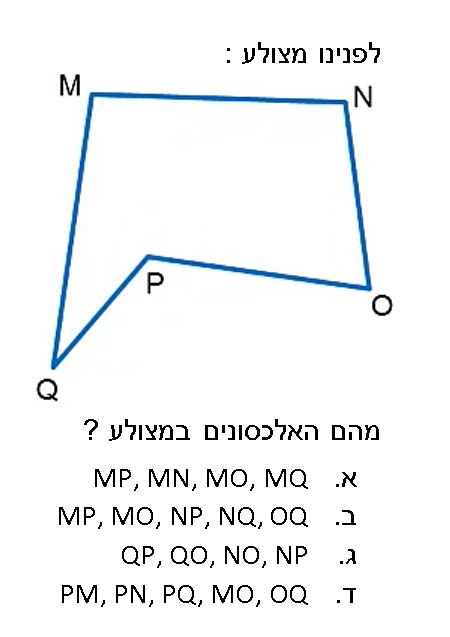 לפנינו מצולע :
M
N
P
O
Q
מהם האלכסונים במצולע ?
א. MP, MN, MO, MQ
ב. MP, MO, NP, NQ, OQ
ג. QP, QO, NO, NP
ד. PM, PN, PQ, MO, OQ